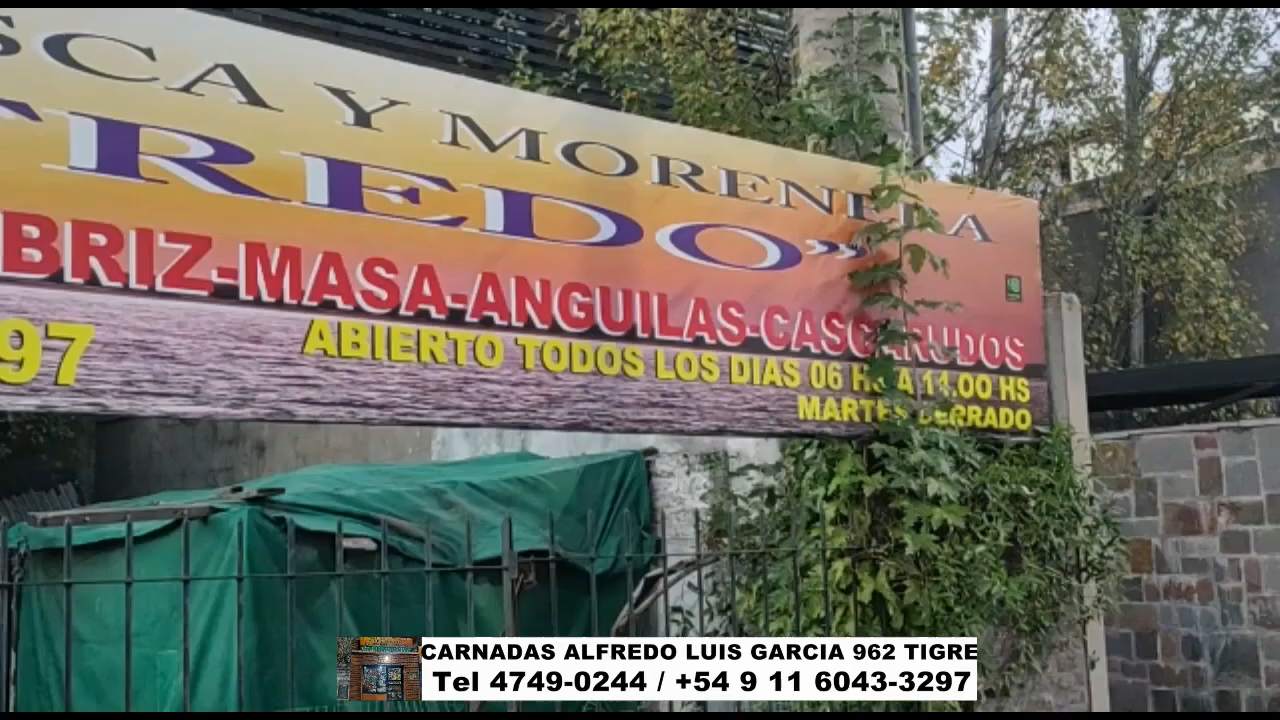 SCA Y MORENITA
REDO"
BRIZ-MASA-ANGUILAS-CASCARUDOS
97
ABIERTO TODOS LOS DIAS 06 HS A 14.00 HS
MARTES CERRADO
CARNADAS ALFREDO LUIS GARCIA 962 TIGRE
Tel 4749-0244 / +54 9 11 6043-3297